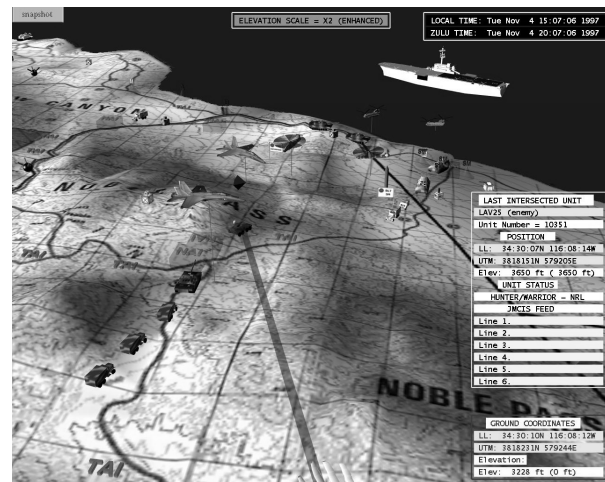 snapshot
ELEVATION SCALE = X2 (ENHANCED)
LOCAL TIME: Tue Nov 4 15:07:06 1997
ZULU TIME: Tue Nov 4 20:07:06 1997
CANYON
TAI
LAST INTERSECTED UNIT
LAV25 (enemy)
Unit Number = 10351
POSITION
LL: 34:30:07N 116:08:14W
UTM: 3818151N 579205E
Elev: 3650 ft ( 3650 ft)
UNIT STATUS
HUNTER/WARRIOR - NRL
JMCIS FEED
Line 1.
Line 2.
Line 3.
Line 4.
Line 5.
Line 6.
NOBLE
TAI
GROUND COORDINATES
LL: 34:30:10N 116:08:12W
UTM: 3818231N 579244E
Elevation:
Elev: 3228 ft (0 ft)